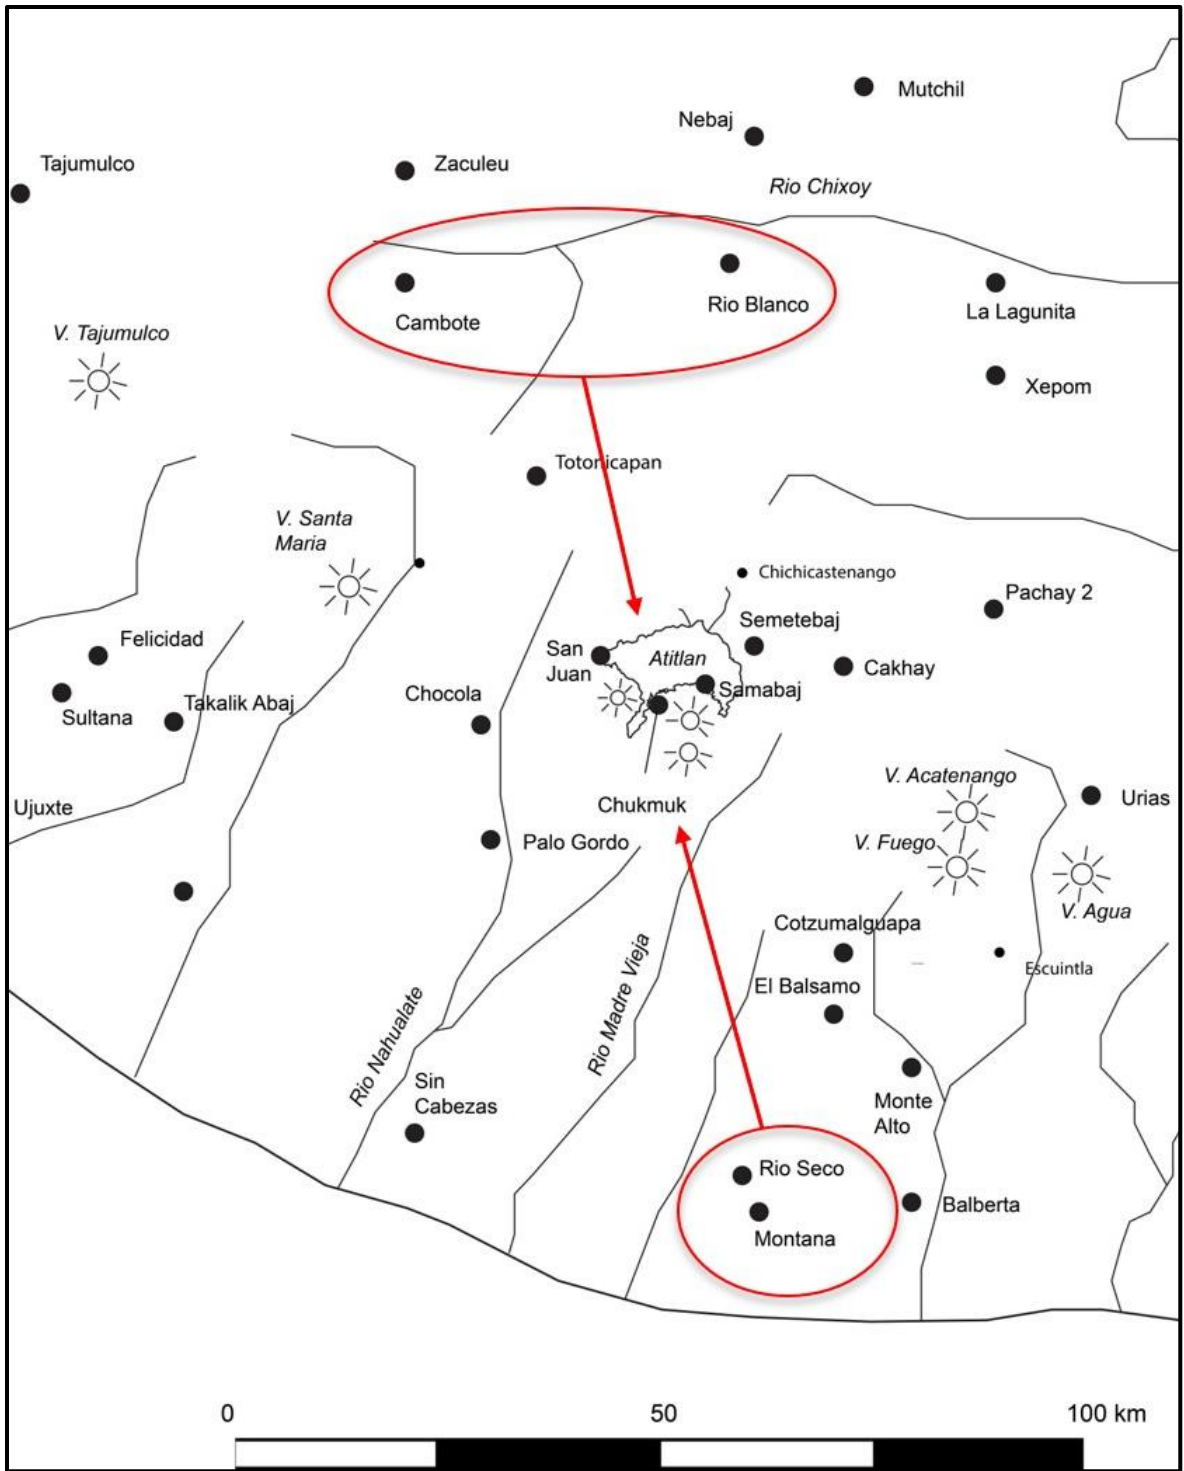 Mutchil
Nebaj
Tajumulco
Zaculeu
Rio Chixoy
Rio Blanco
La Lagunita
Cambote
V. Tajumulco
Xepom
Totonicapan
V. Santa
Maria
Chichicastenango
Pachay 2
Semetebaj
Felicidad
San
Juan
Atitlan
Cakhay
Sultana
Takalik Abaj
Chocola
Samabaj
V. Acatenango
Urias
Ujuxte
Chukmuk
Palo Gordo
V. Fuego
V. Agua
Cotzumalguapa
Escuintla
El Balsamo
Rio Madre Vieja
Rio Nahualate
Sin
Cabezas
Monte
Alto
Rio Seco
Balberta
Montana
0 50 100 km